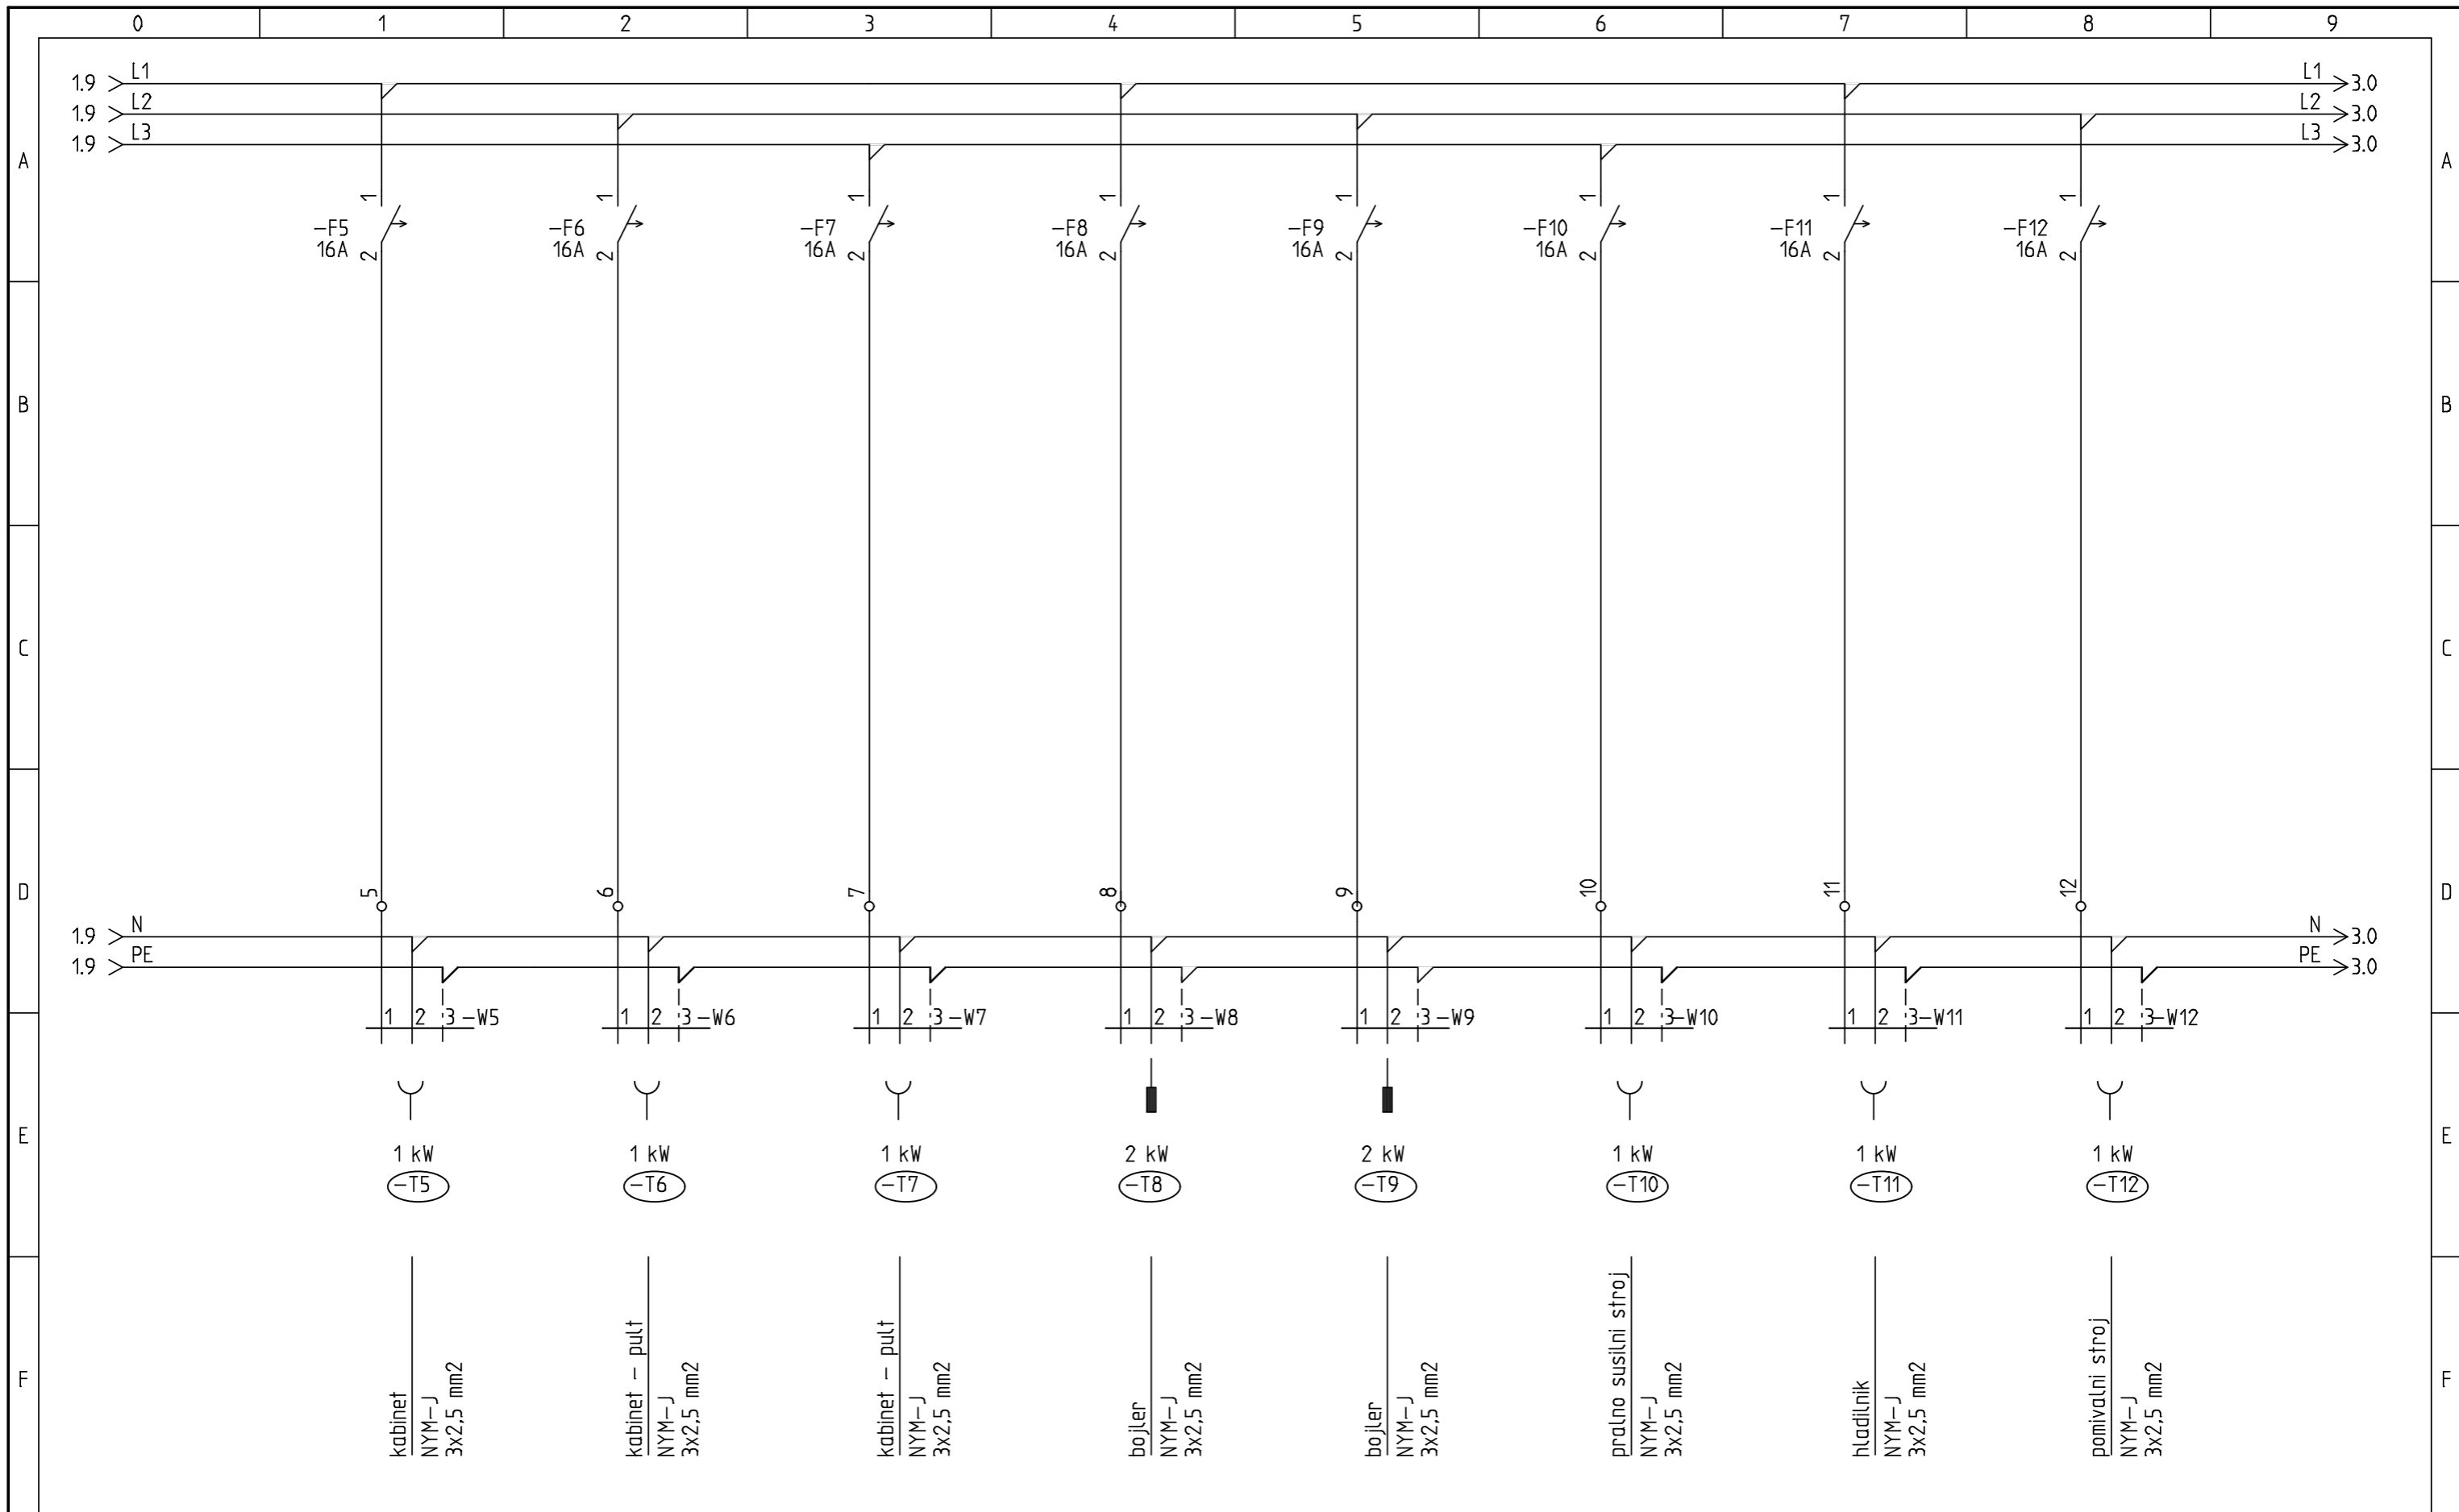 0 1 2 3 4 5 6 7 8 9
1.9 L1 L1 3.0
1.9 L2 L2 3.0
1.9 L3 L3 3.0
A A
1 1 1 1 1 1 1 1
-F5 -F6 -F7 -F8 -F9 -F10 -F11 -F12
16A 16A 16A 16A 16A 16A 16A 16A
2 2 2 2 2 2 2 2
B B
C C
D 5 6 7 8 9 10 11 12 D
1.9 N N 3.0
1.9 PE PE 3.0
1 2 3 -W5 1 2 3 -W6 1 2 3 -W7 1 2 3 -W8 1 2 3 -W9 1 2 3 -W10 1 2 3 -W11 1 2 3 -W12
E E
1 kW 1 kW 1 kW 2 kW 2 kW 1 kW 1 kW 1 kW
-T5 -T6 -T7 -T8 -T9 -T10 -T11 -T12
F F
kabinet
NYM-J
3x2,5 mm2
kabinet - pult
NYM-J
3x2,5 mm2
kabinet - pult
NYM-J
3x2,5 mm2
bojler
NYM-J
3x2,5 mm2
bojler
NYM-J
3x2,5 mm2
pralno susilni stroj
NYM-J
3x2,5 mm2
hladilnik
NYM-J
3x2,5 mm2
pomivalni stroj
NYM-J
3x2,5 mm2